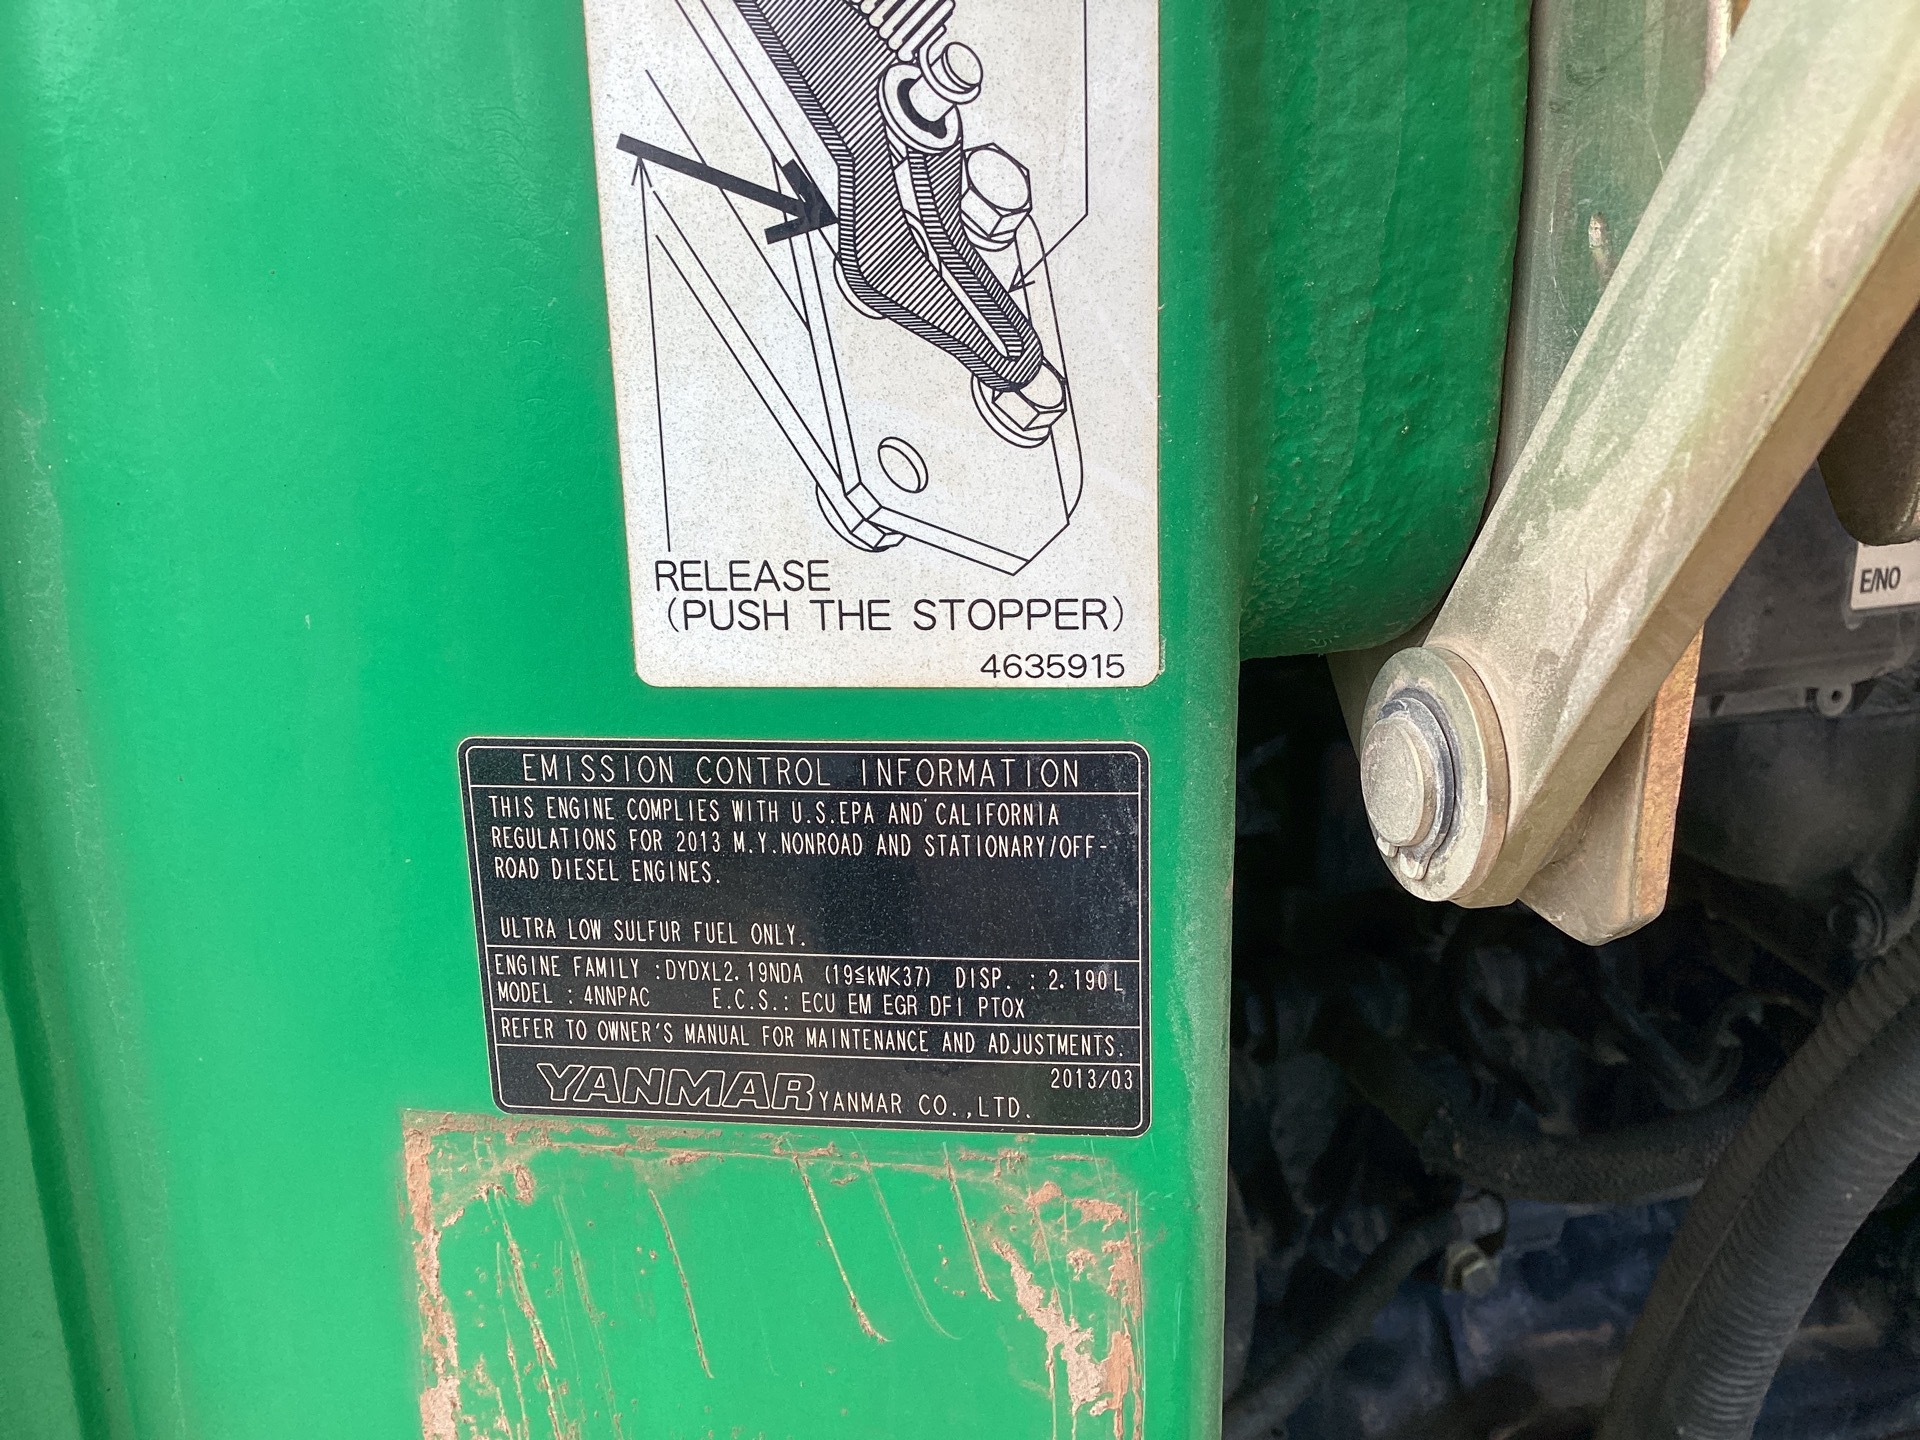 RELEASE
(PUSH THE STOPPER)
4635915
E/NO
EMISSION CONTROL INFORMATION
THIS ENGINE COMPLIES WITH U.S.EPA AND CALIFORNIA
REGULATIONS FOR 2013 M.Y.NONROAD AND STATIONARY/OFF-
ROAD DIESEL ENGINES.
ULTRA LOW SULFUR FUEL ONLY.
ENGINE FAMILY :DYDXL2.19NDA (19≦kW<37) DISP. : 2.190L
MODEL : 4NNPAC E.C.S.: ECU EM EGR DFI PTOX
REFER TO OWNER'S MANUAL FOR MAINTENANCE AND ADJUSTMENTS.
2013/03
YANMAR YANMAR CO.,LTD.